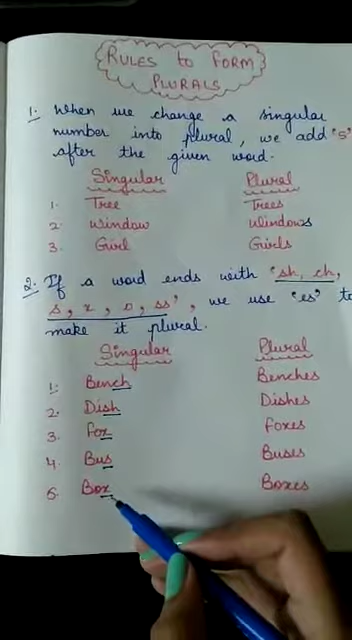 RULES TO FORM
PLURALS
1. When we change a singular
number into plural, we add 's'
after the given word.
Singular Plural
1. Tree Trees
2. Window Windows
3. Girl Girls
2. If a word ends with 'sh, ch,
s, x, o, ss', we use 'es' to
make it plural.
Singular Plural
1. Bench Benches
2. Dish Dishes
3. Fox Foxes
4. Bus Buses
5. Box Boxes